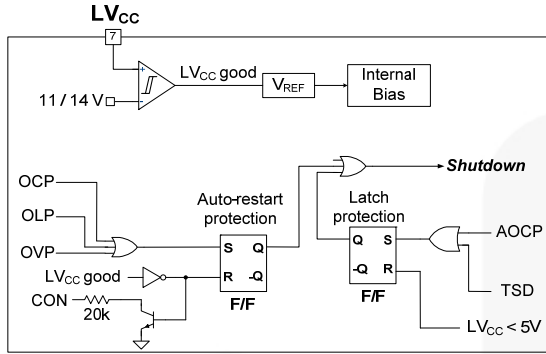 LVCC
7
LVCC good
11 / 14 V
+
-
VREF
Internal
Bias
Shutdown
OCP
OLP
OVP
Auto-restart
protection
Latch
protection
S Q
R -Q
F/F
Q S
-Q R
F/F
AOCP
TSD
LVCC good
CON
20k
LVCC < 5V